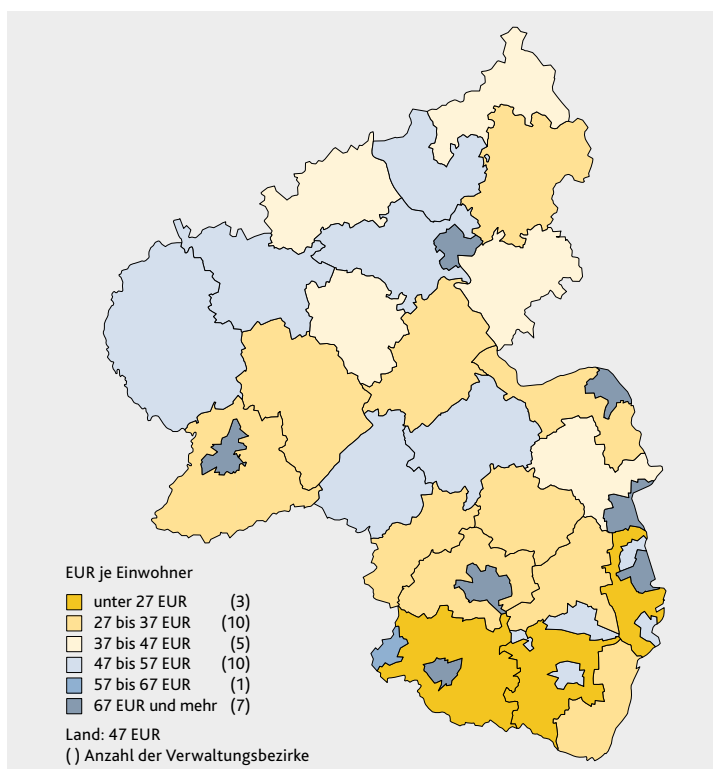 EUR je Einwohner
unter 27 EUR (3)
27 bis 37 EUR (10)
37 bis 47 EUR (5)
47 bis 57 EUR (10)
57 bis 67 EUR (1)
67 EUR und mehr (7)
Land: 47 EUR
( ) Anzahl der Verwaltungsbezirke